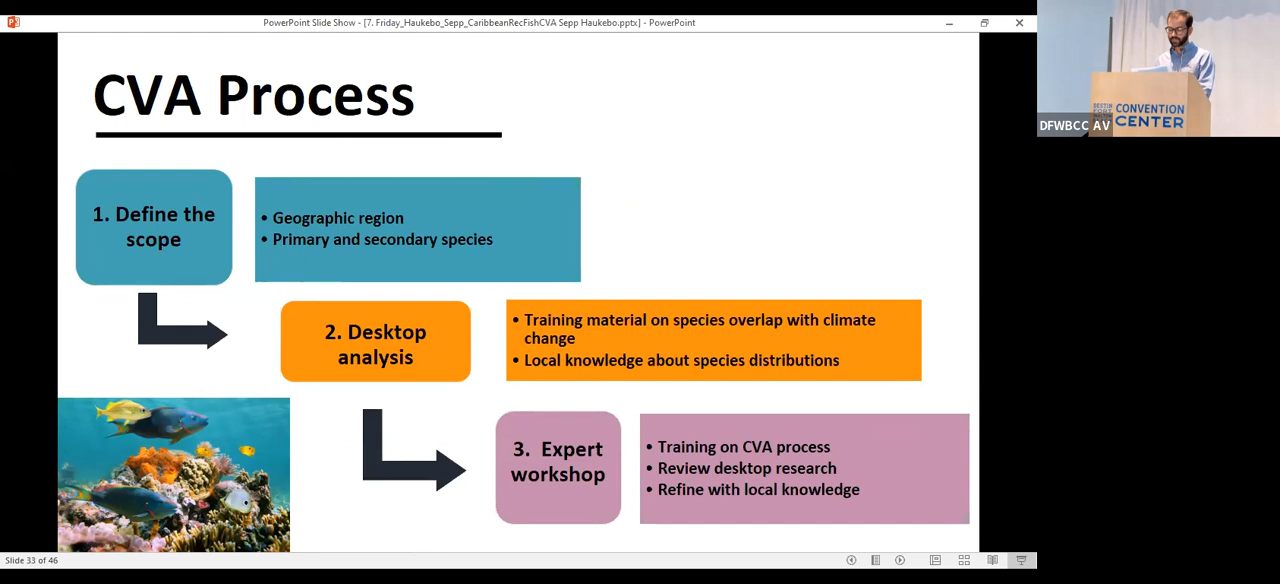 PowerPoint Slide Show - [7. Friday_Haukebo_Sepp_CaribbeanRecFishCVA Sepp Haukebo.pptx] - PowerPoint
CVA Process
1. Define the
scope
• Geographic region
• Primary and secondary species
2. Desktop
analysis
• Training material on species overlap with climate
change
• Local knowledge about species distributions
3. Expert
workshop
• Training on CVA process
• Review desktop research
• Refine with local knowledge
Slide 33 of 46
DESTIN
FORT
CONVENTION
CENTER
DFWBCC AV